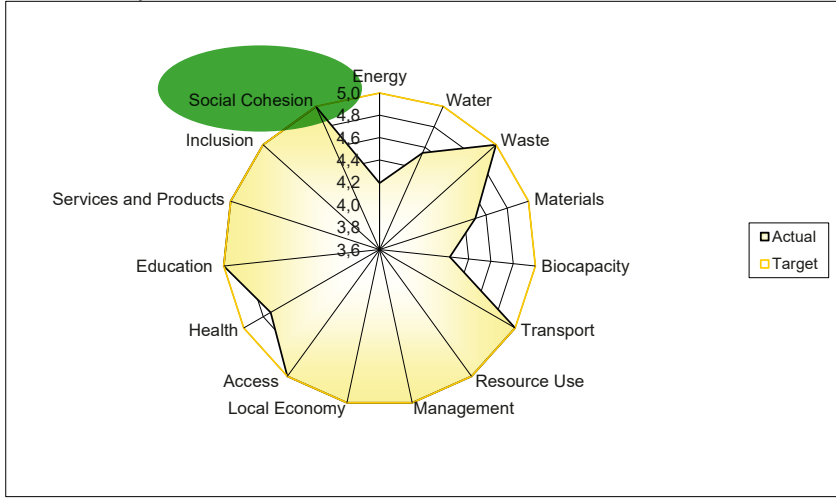 Energy
5,0
4,8
4,6
4,4
4,2
4,0
3,8
3,6
Water
Waste
Materials
Biocapacity
Transport
Resource Use
Management
Local Economy
Access
Health
Education
Services and Products
Inclusion
Social Cohesion
Actual
Target